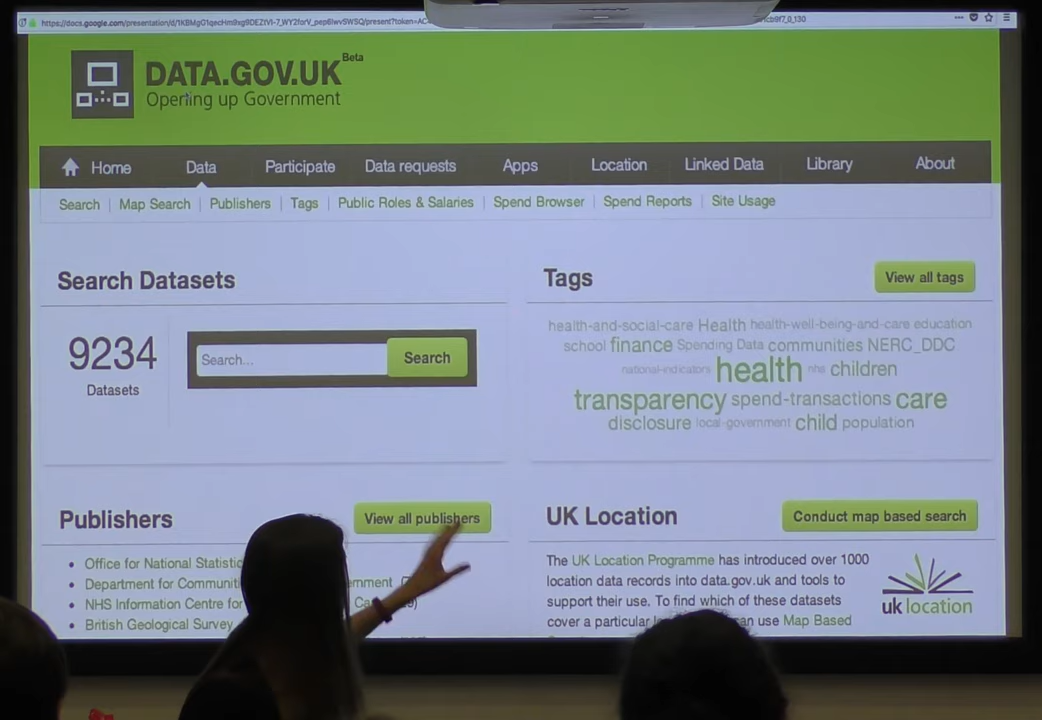 DATA.GOV.UK Beta
Opening up Government
Home Data Participate Data requests Apps Location Linked Data Library About
Search Map Search Publishers Tags Public Roles & Salaries Spend Browser Spend Reports Site Usage
Search Datasets
9234
Datasets
Search... Search
Tags View all tags
health-and-social-care Health health-well-being-and-care education
school finance Spending Data communities NERC_DDC
national-indicators health nhs children
transparency spend-transactions care
disclosure local-government child population
Publishers View all publishers
Office for National
Department for
NHS Information Centre for
British Geological Survey
UK Location Conduct map based search
The UK Location Programme has introduced over 1000
location data records into data.gov.uk and tools to
support their use. To find which of these datasets
cover a particular use Map Based
uk location